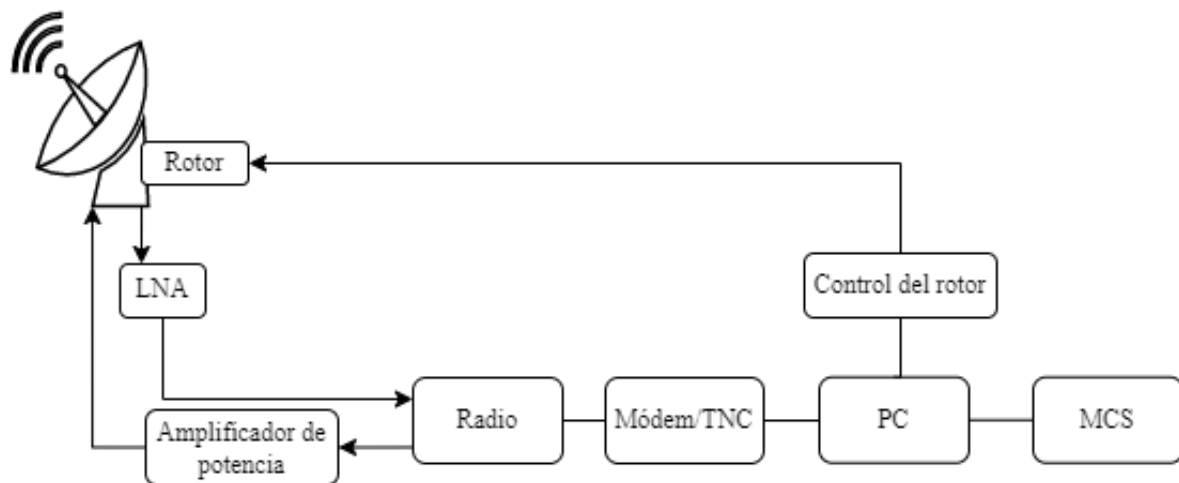 Rotor
LNA
Control del rotor
Amplificador de
potencia
Radio
Módem/TNC
PC
MCS